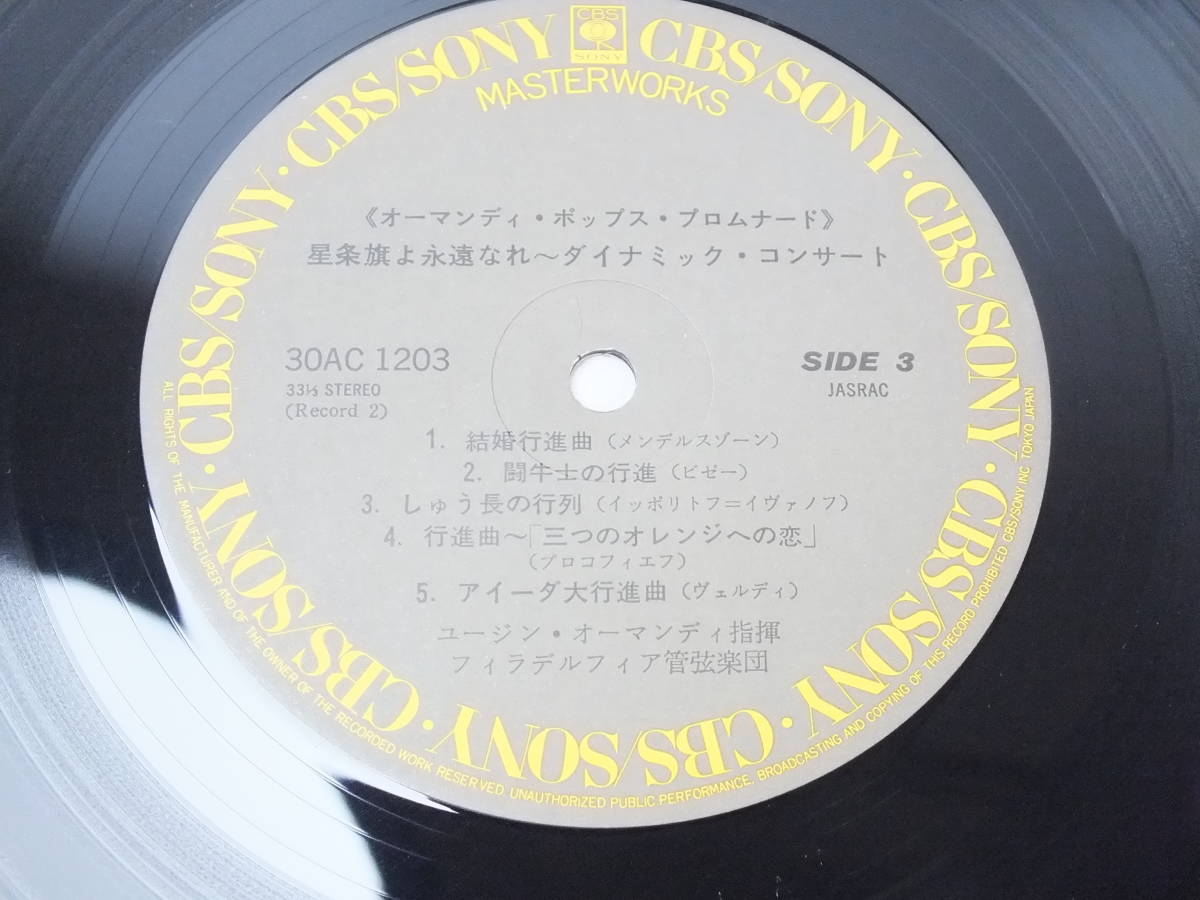 CBS
SONY
CBS/SONY · CBS/SONY · CBS/SONY · CBS/SONY · CBS/SONY · CBS/SONY · CBS/SONY · CBS/SONY
MASTERWORKS
《オーマンディ・ポップス・プロムナード》
星条旗よ永遠なれ〜ダイナミック・コンサート
30AC 1203
SIDE 3
33⅓ STEREO
JASRAC
(Record 2)
1. 結婚行進曲(メンデルスゾーン)
2. 闘牛士の行進(ビゼー)
3. しゅう長の行列(イッポリトフ=イヴァノフ)
4. 行進曲〜「三つのオレンジへの恋」
(プロコフィエフ)
5. アイーダ大行進曲(ヴェルディ)
ユージン・オーマンディ指揮
フィラデルフィア管弦楽団
ALL RIGHTS OF THE MANUFACTURER AND OF THE OWNER OF THE RECORDED WORK RESERVED UNAUTHORIZED PUBLIC PERFORMANCE, BROADCASTING AND COPYING OF THIS RECORD PROHIBITED CBS/SONY INC TOKYO JAPAN